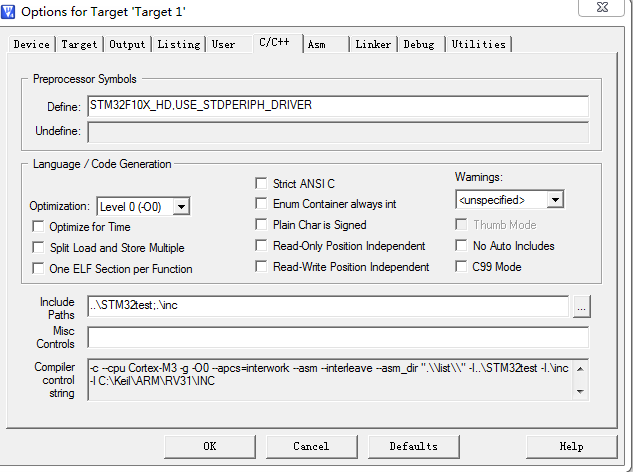 Options for Target 'Target 1'
Device Target Output Listing User C/C++ Asm Linker Debug Utilities
Preprocessor Symbols
Define: STM32F10X_HD,USE_STDPERIPH_DRIVER
Undefine:
Language / Code Generation
Optimization: Level 0 (-O0)
Optimize for Time
Split Load and Store Multiple
One ELF Section per Function
Strict ANSI C
Enum Container always int
Plain Char is Signed
Read-Only Position Independent
Read-Write Position Independent
Warnings:
<unspecified>
Thumb Mode
No Auto Includes
C99 Mode
Include
Paths
..\STM32test;.\inc
...
Misc
Controls
Compiler
control
string
-c --cpu Cortex-M3 -g -O0 --apcs=interwork --asm --interleave --asm_dir ".\\list\\" -I..\STM32test -I.\inc
-I C:\Keil\ARM\RV31\INC
OK Cancel Defaults Help